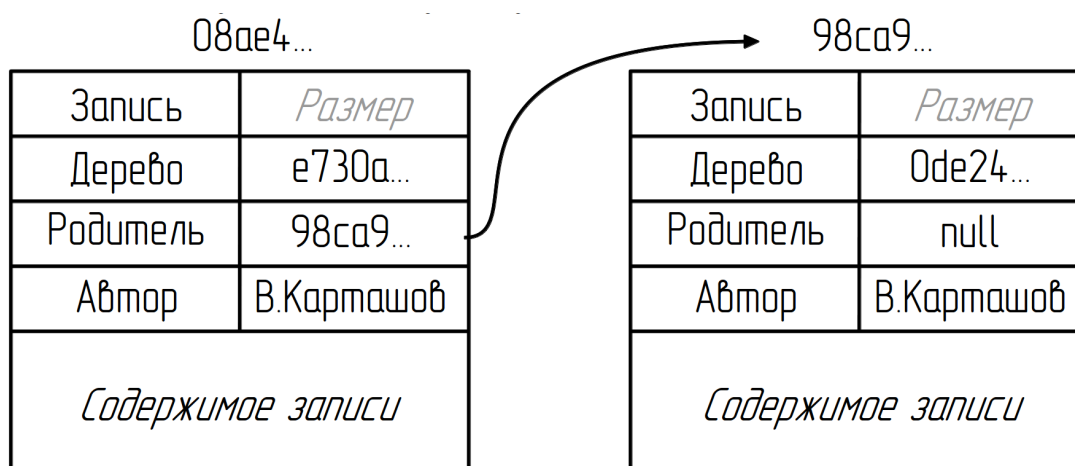 08ae4...
98ca9...
Запись Размер
Дерево e730a...
Родитель 98ca9...
Автор В.Карташов
Содержимое записи
Запись Размер
Дерево 0de24...
Родитель null
Автор В.Карташов
Содержимое записи